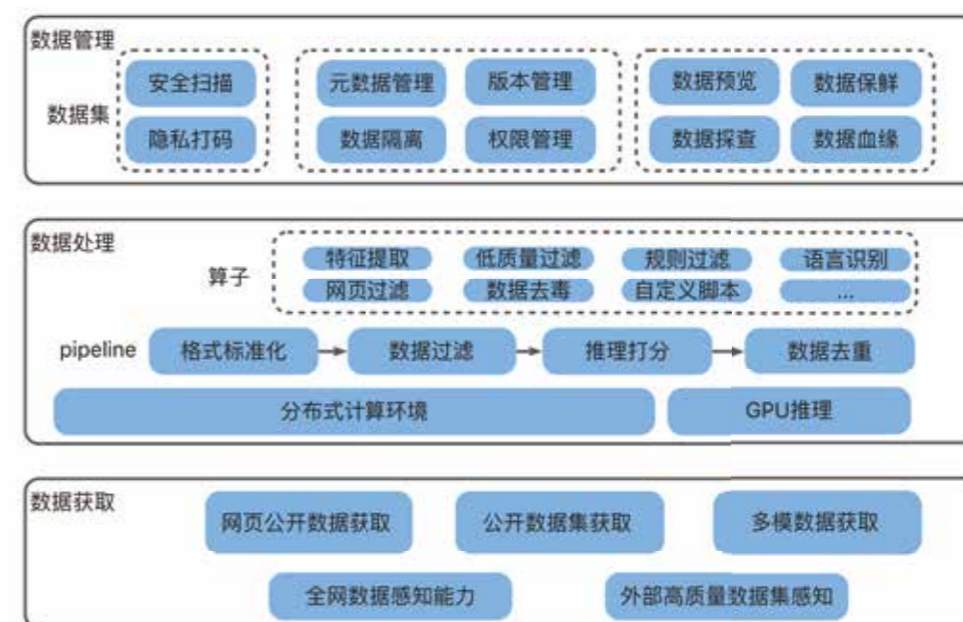 数据管理
安全扫描 元数据管理 版本管理 数据预览 数据保鲜
数据集
隐私打码 数据隔离 权限管理 数据探查 数据血缘
数据处理
算子
特征提取 低质量过滤 规则过滤 语言识别
网页过滤 数据去毒 自定义脚本 ...
pipeline 格式标准化 数据过滤 推理打分 数据去重
分布式计算环境 GPU推理
数据获取
网页公开数据获取 公开数据集获取 多模数据获取
全网数据感知能力 外部高质量数据集感知